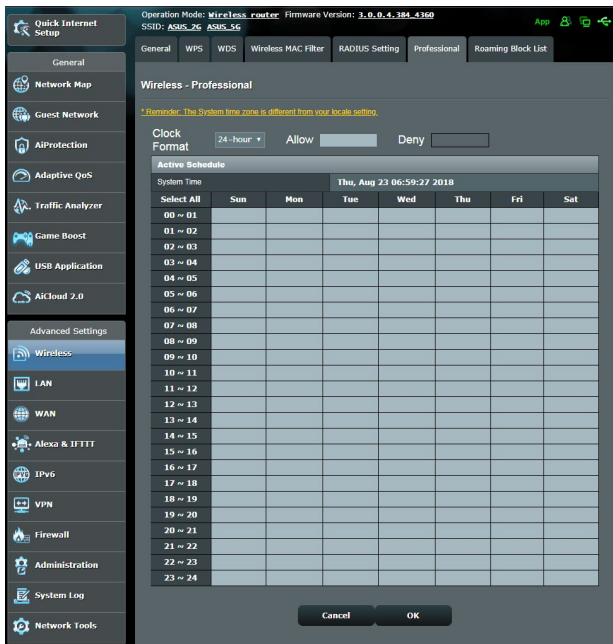 Quick Internet Setup
Operation Mode: Wireless router Firmware Version: 3.0.0.4.384_4360
SSID: ASUS_2G ASUS_5G
App
General
Network Map
Guest Network
AiProtection
Adaptive QoS
Traffic Analyzer
Game Boost
USB Application
AiCloud 2.0
Advanced Settings
Wireless
LAN
WAN
Alexa & IFTTT
IPv6
VPN
Firewall
Administration
System Log
Network Tools
General WPS WDS Wireless MAC Filter RADIUS Setting Professional Roaming Block List
Wireless - Professional
* Reminder: The System time zone is different from your locale setting.
Clock Format 24-hour Allow Deny
Active Schedule
System Time Thu, Aug 23 06:59:27 2018
Select All Sun Mon Tue Wed Thu Fri Sat
00 ~ 01
01 ~ 02
02 ~ 03
03 ~ 04
04 ~ 05
05 ~ 06
06 ~ 07
07 ~ 08
08 ~ 09
09 ~ 10
10 ~ 11
11 ~ 12
12 ~ 13
13 ~ 14
14 ~ 15
15 ~ 16
16 ~ 17
17 ~ 18
18 ~ 19
19 ~ 20
20 ~ 21
21 ~ 22
22 ~ 23
23 ~ 24
Cancel OK